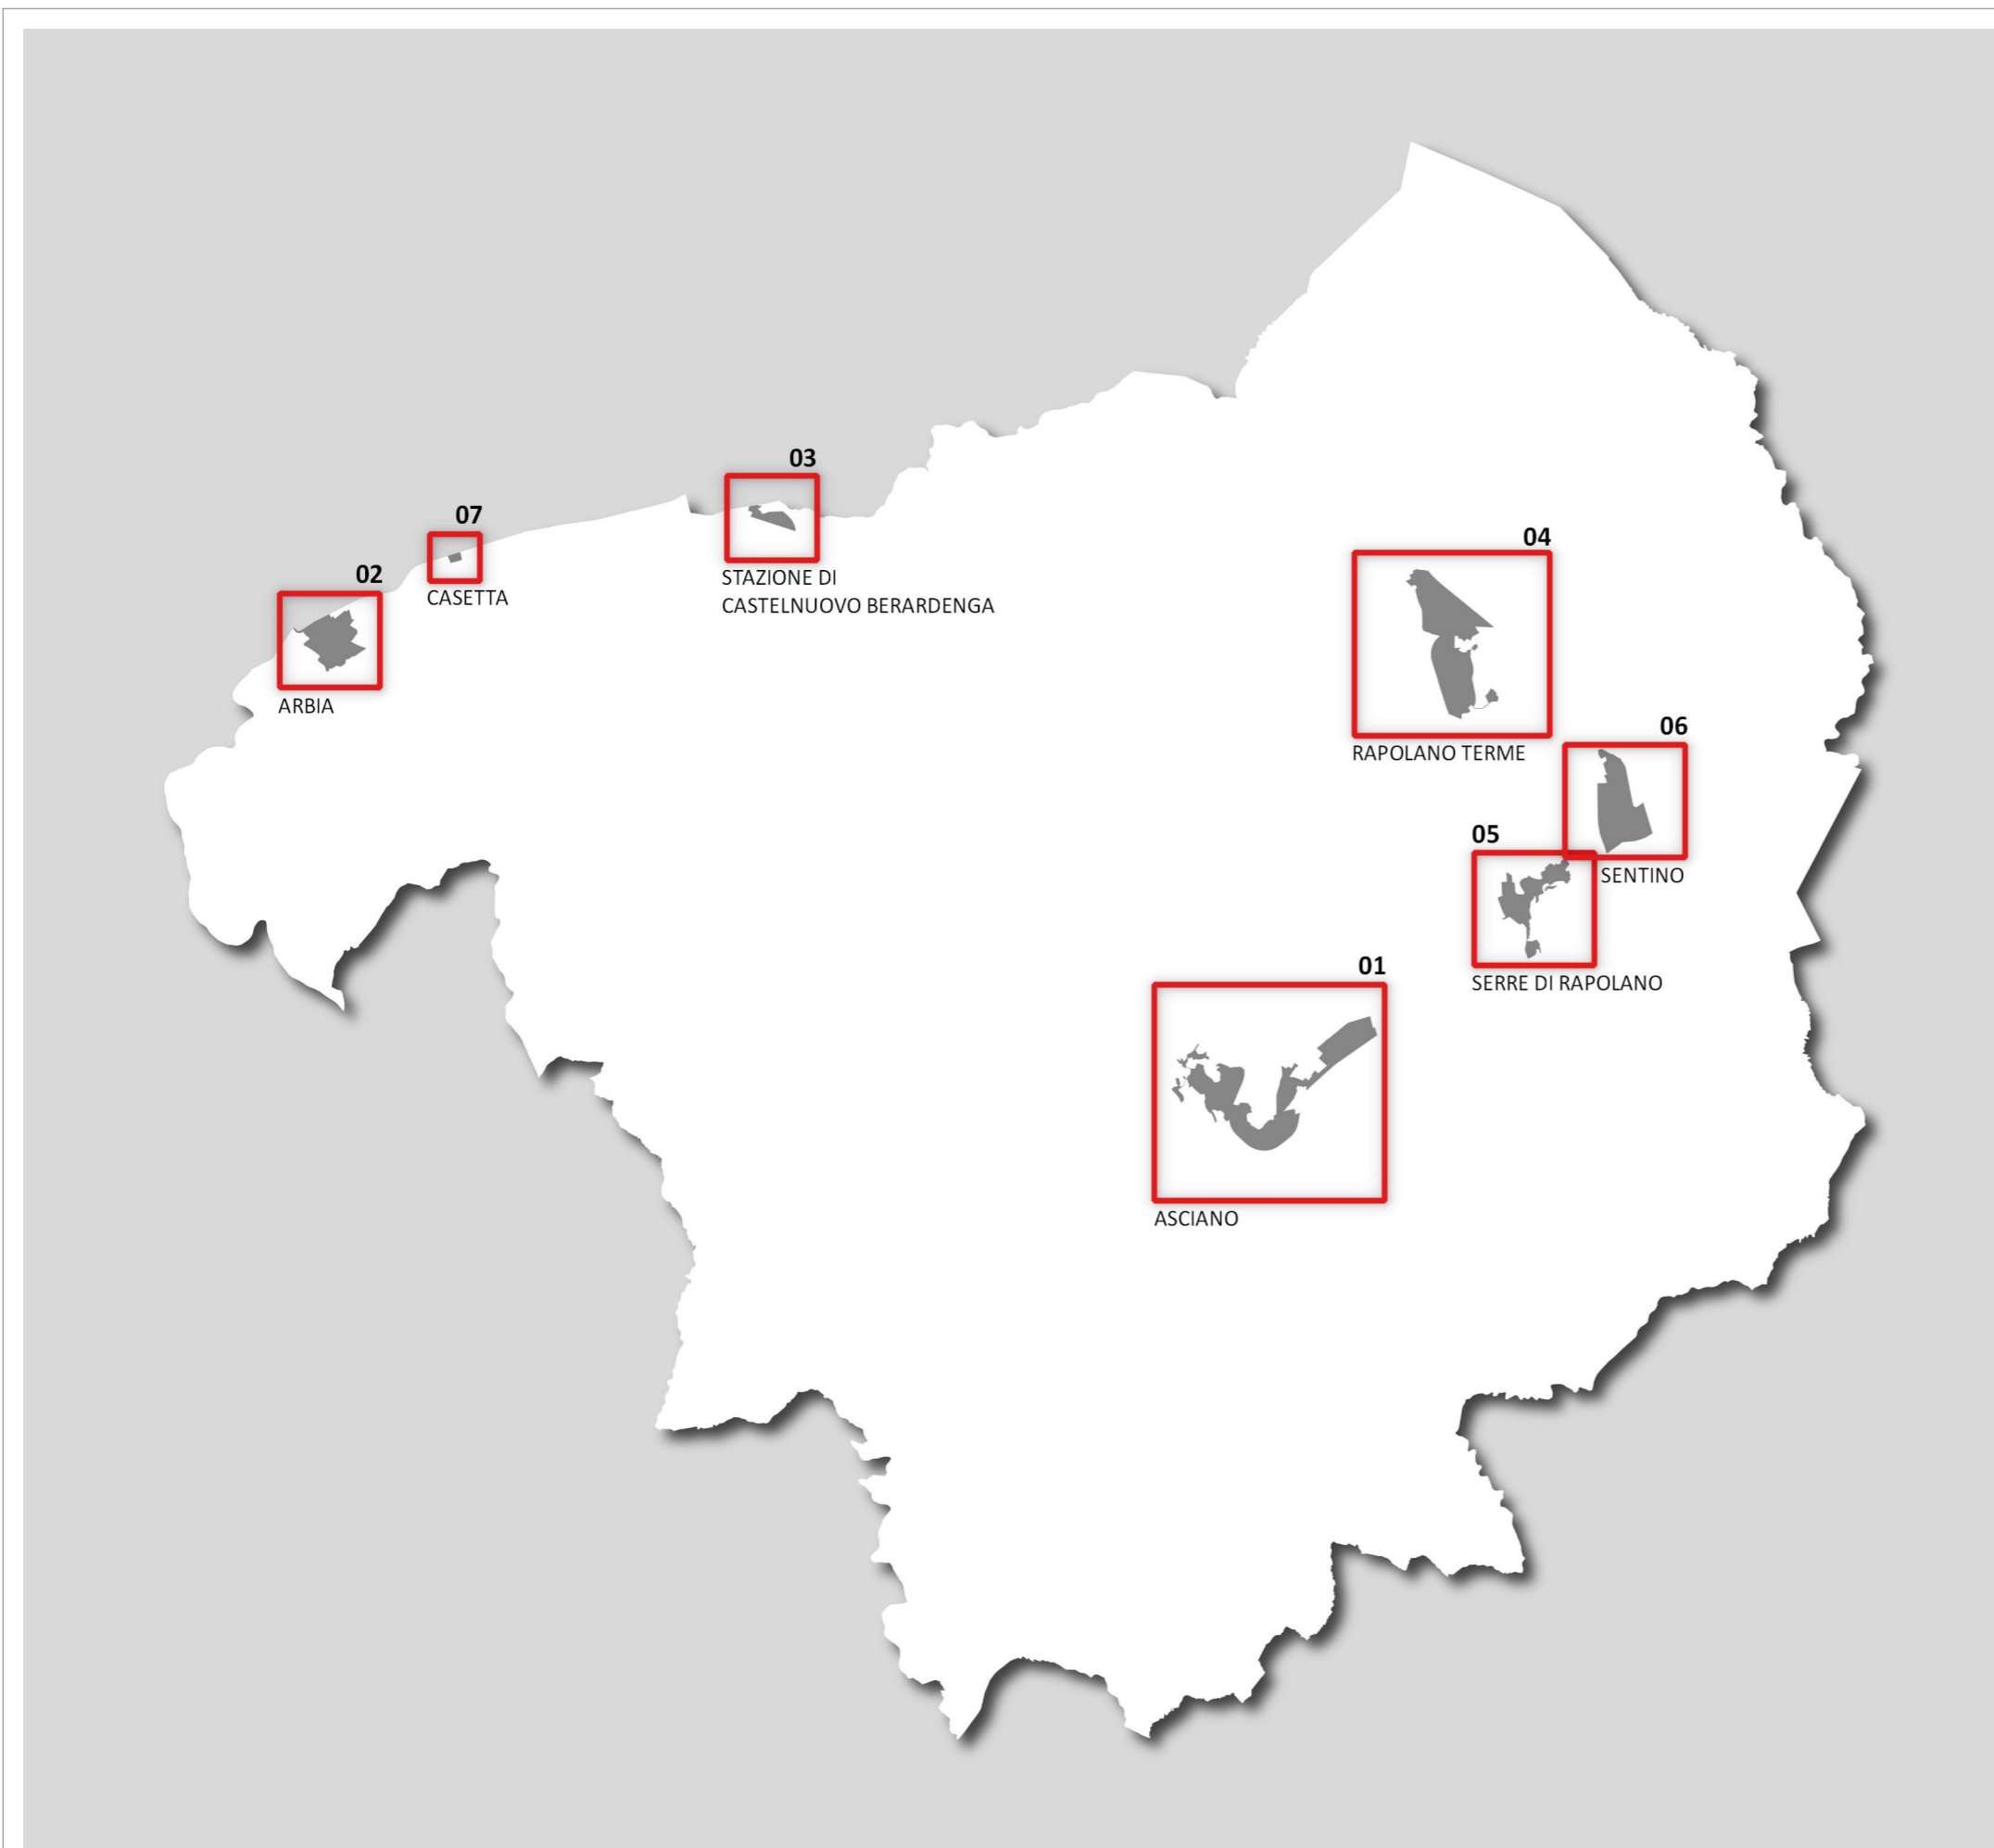 03
STAZIONE DI
CASTELNUOVO BERARDENGA
07
CASETTA
02
ARBIA
04
RAPOLANO TERME
06
SENTINO
05
SERRE DI RAPOLANO
01
ASCIANO